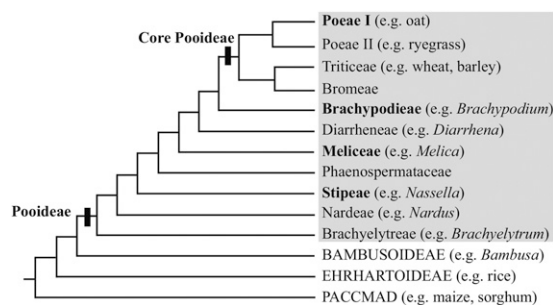 Poeae I (e.g. oat)
Core Pooideae
Poeae II (e.g. ryegrass)
Triticeae (e.g. wheat, barley)
Bromeae
Brachypodieae (e.g. Brachypodium)
Diarrheneae (e.g. Diarrhena)
Meliceae (e.g. Melica)
Phaenospermataceae
Stipeae (e.g. Nassella)
Pooideae
Nardeae (e.g. Nardus)
Brachyelytreae (e.g. Brachyelytrum)
BAMBUSOIDEAE (e.g. Bambusa)
EHRHARTOIDEAE (e.g. rice)
PACCMAD (e.g. maize, sorghum)